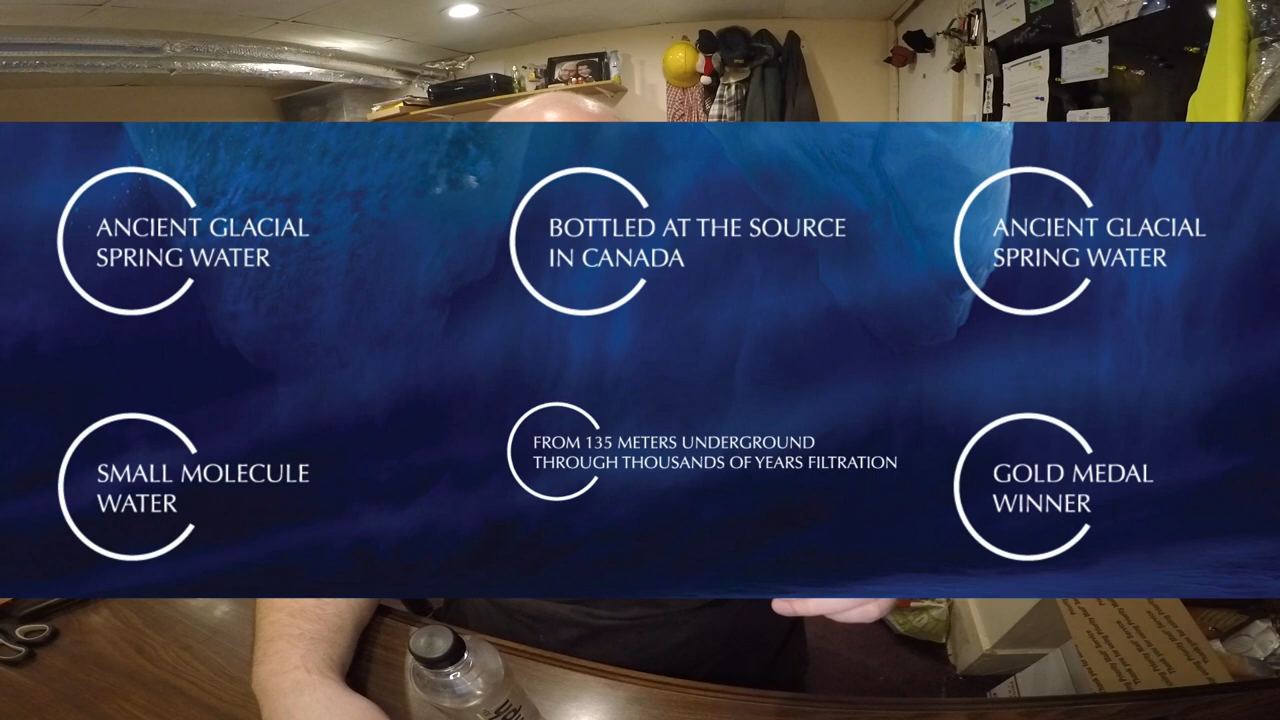 ANCIENT GLACIAL
SPRING WATER
BOTTLED AT THE SOURCE
IN CANADA
ANCIENT GLACIAL
SPRING WATER
SMALL MOLECULE
WATER
FROM 135 METERS UNDERGROUND
THROUGH THOUSANDS OF YEARS FILTRATION
GOLD MEDAL
WINNER